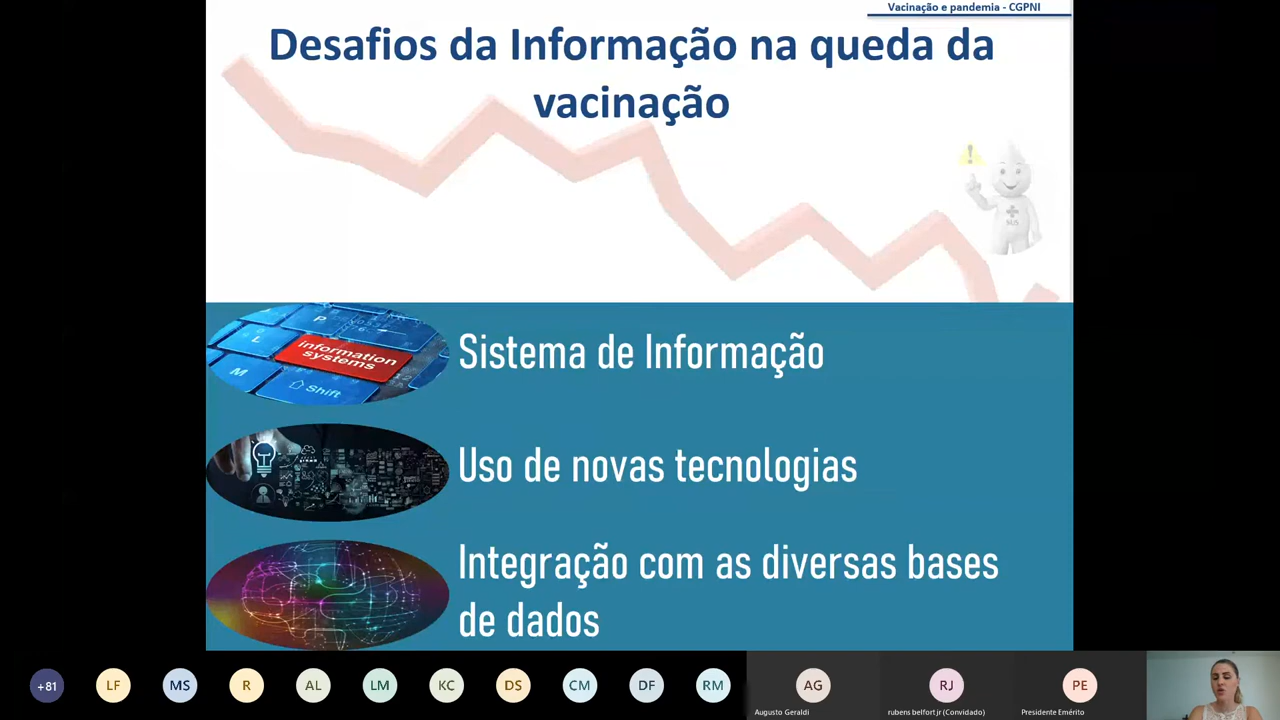 Vacinação e pandemia - CGPNI
Desafios da Informação na queda da
vacinação
SUS
P
L
information
systems
M
Shift
Sistema de Informação
Uso de novas tecnologias
Integração com as diversas bases
de dados
+81
LF
MS
R
AL
LM
KC
DS
CM
DF
RM
AG
RJ
PE
Augusto Geraldi
rubens belfort jr (Convidado)
Presidente Emérito